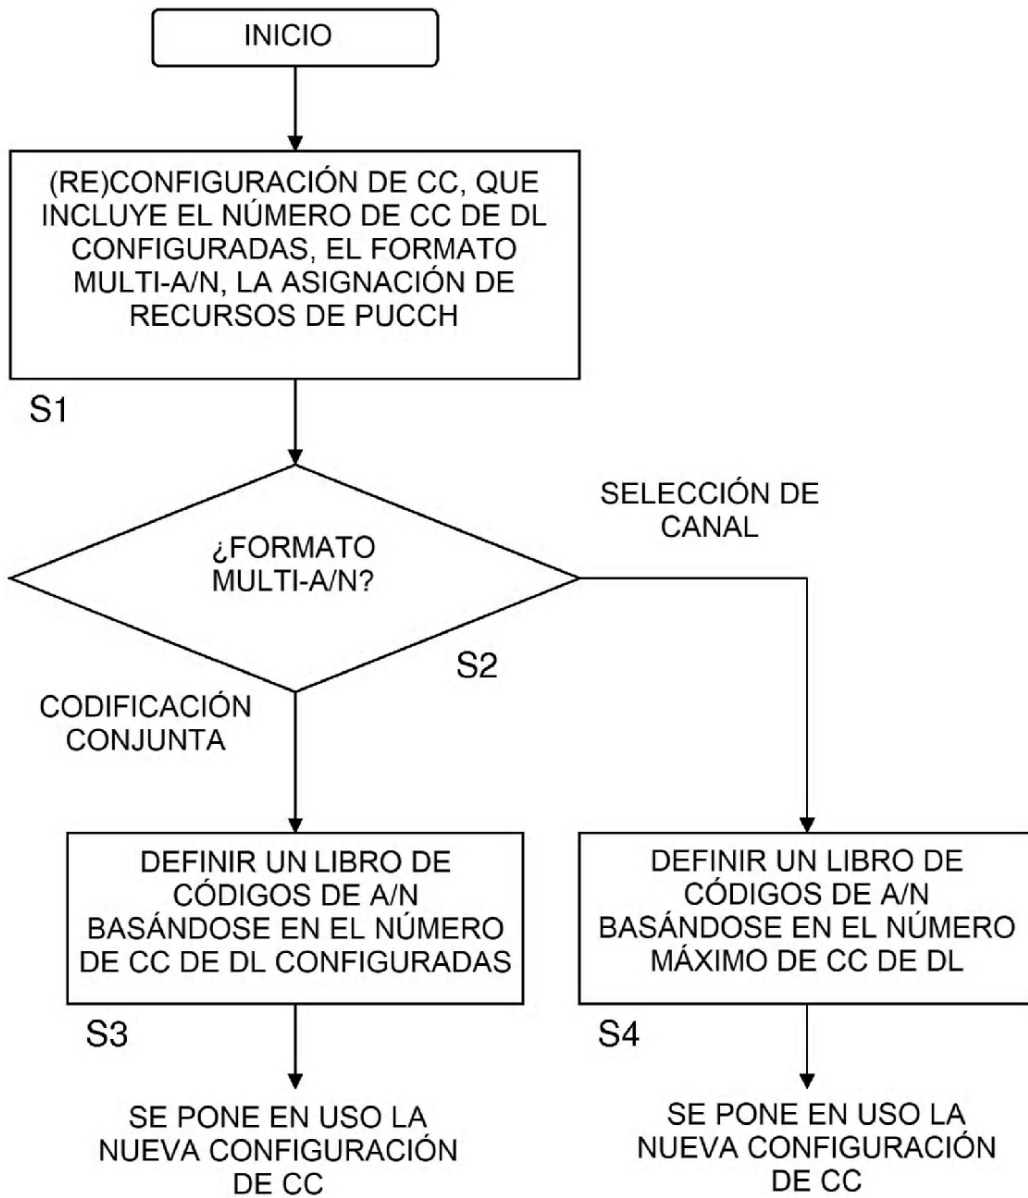 INICIO
(RE)CONFIGURACIÓN DE CC, QUE
INCLUYE EL NÚMERO DE CC DE DL
CONFIGURADAS, EL FORMATO
MULTI-A/N, LA ASIGNACIÓN DE
RECURSOS DE PUCCH
S1
¿FORMATO
MULTI-A/N?
S2
SELECCIÓN DE
CANAL
CODIFICACIÓN
CONJUNTA
DEFINIR UN LIBRO DE
CÓDIGOS DE A/N
BASÁNDOSE EN EL NÚMERO
DE CC DE DL CONFIGURADAS
S3
DEFINIR UN LIBRO DE
CÓDIGOS DE A/N
BASÁNDOSE EN EL NÚMERO
MÁXIMO DE CC DE DL
S4
SE PONE EN USO LA
NUEVA CONFIGURACIÓN
DE CC
SE PONE EN USO LA
NUEVA CONFIGURACIÓN
DE CC